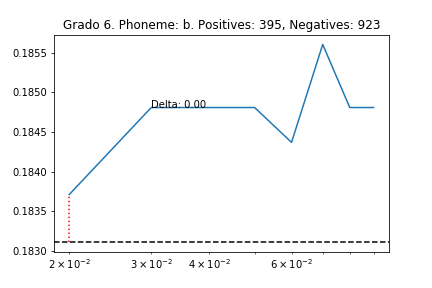 Grado 6. Phoneme: b. Positives: 395, Negatives: 923
0.1855
0.1850
Delta: 0.00
0.1845
0.1840
0.1835
0.1830
2 × 10⁻² 3 × 10⁻² 4 × 10⁻² 6 × 10⁻²